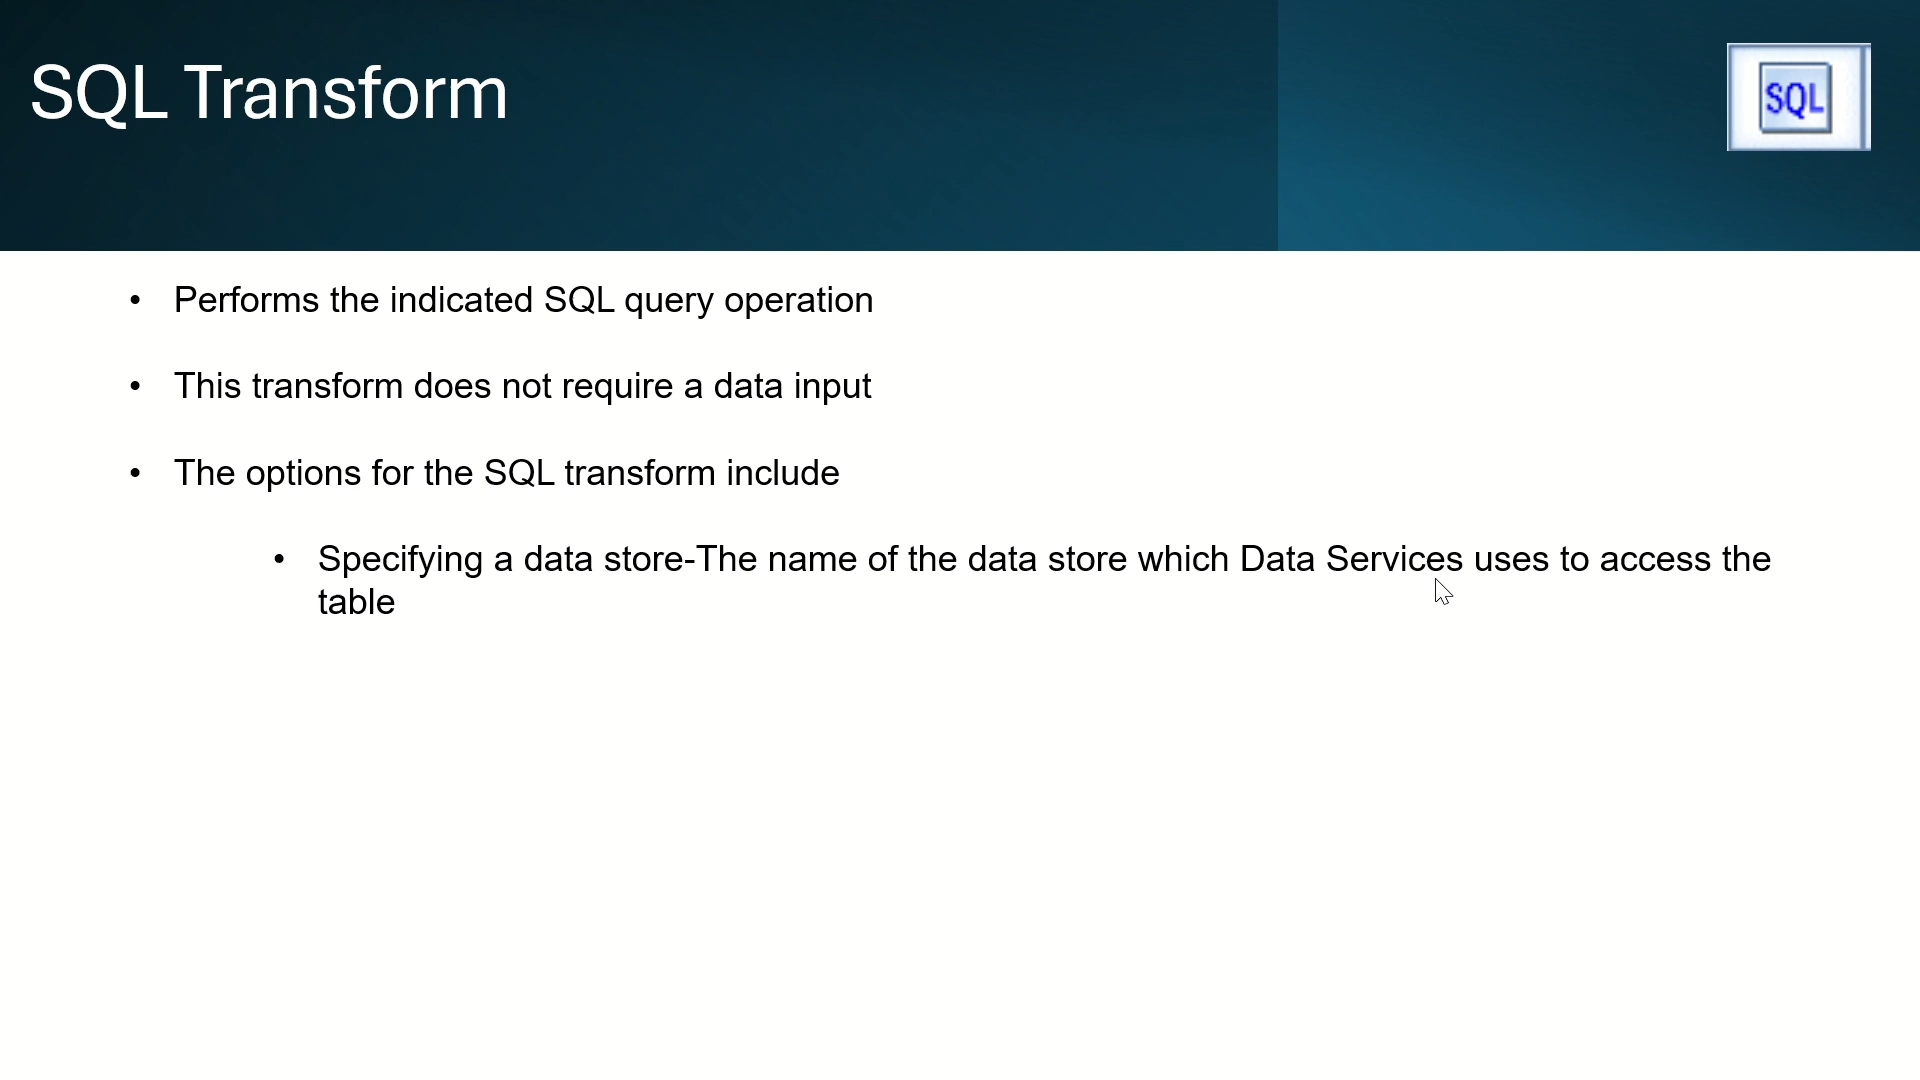 SQL Transform
SQL
• Performs the indicated SQL query operation
• This transform does not require a data input
• The options for the SQL transform include
• Specifying a data store-The name of the data store which Data Services uses to access the
table